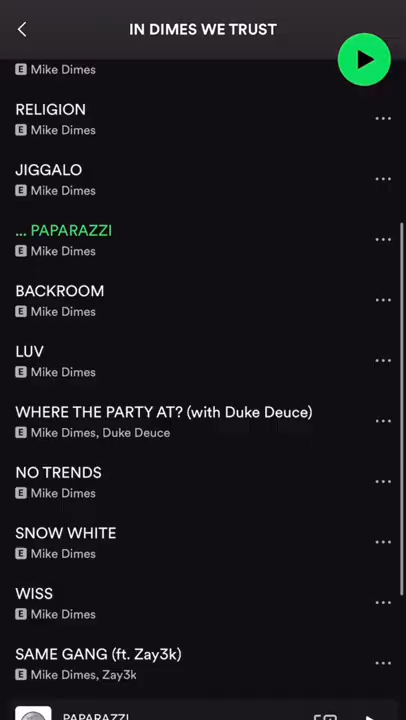 IN DIMES WE TRUST
E Mike Dimes
RELIGION
E Mike Dimes
JIGGALO
E Mike Dimes
... PAPARAZZI
E Mike Dimes
BACKROOM
E Mike Dimes
LUV
E Mike Dimes
WHERE THE PARTY AT? (with Duke Deuce)
E Mike Dimes, Duke Deuce
NO TRENDS
E Mike Dimes
SNOW WHITE
E Mike Dimes
WISS
E Mike Dimes
SAME GANG (ft. Zay3k)
E Mike Dimes, Zay3k
PAPARAZZI